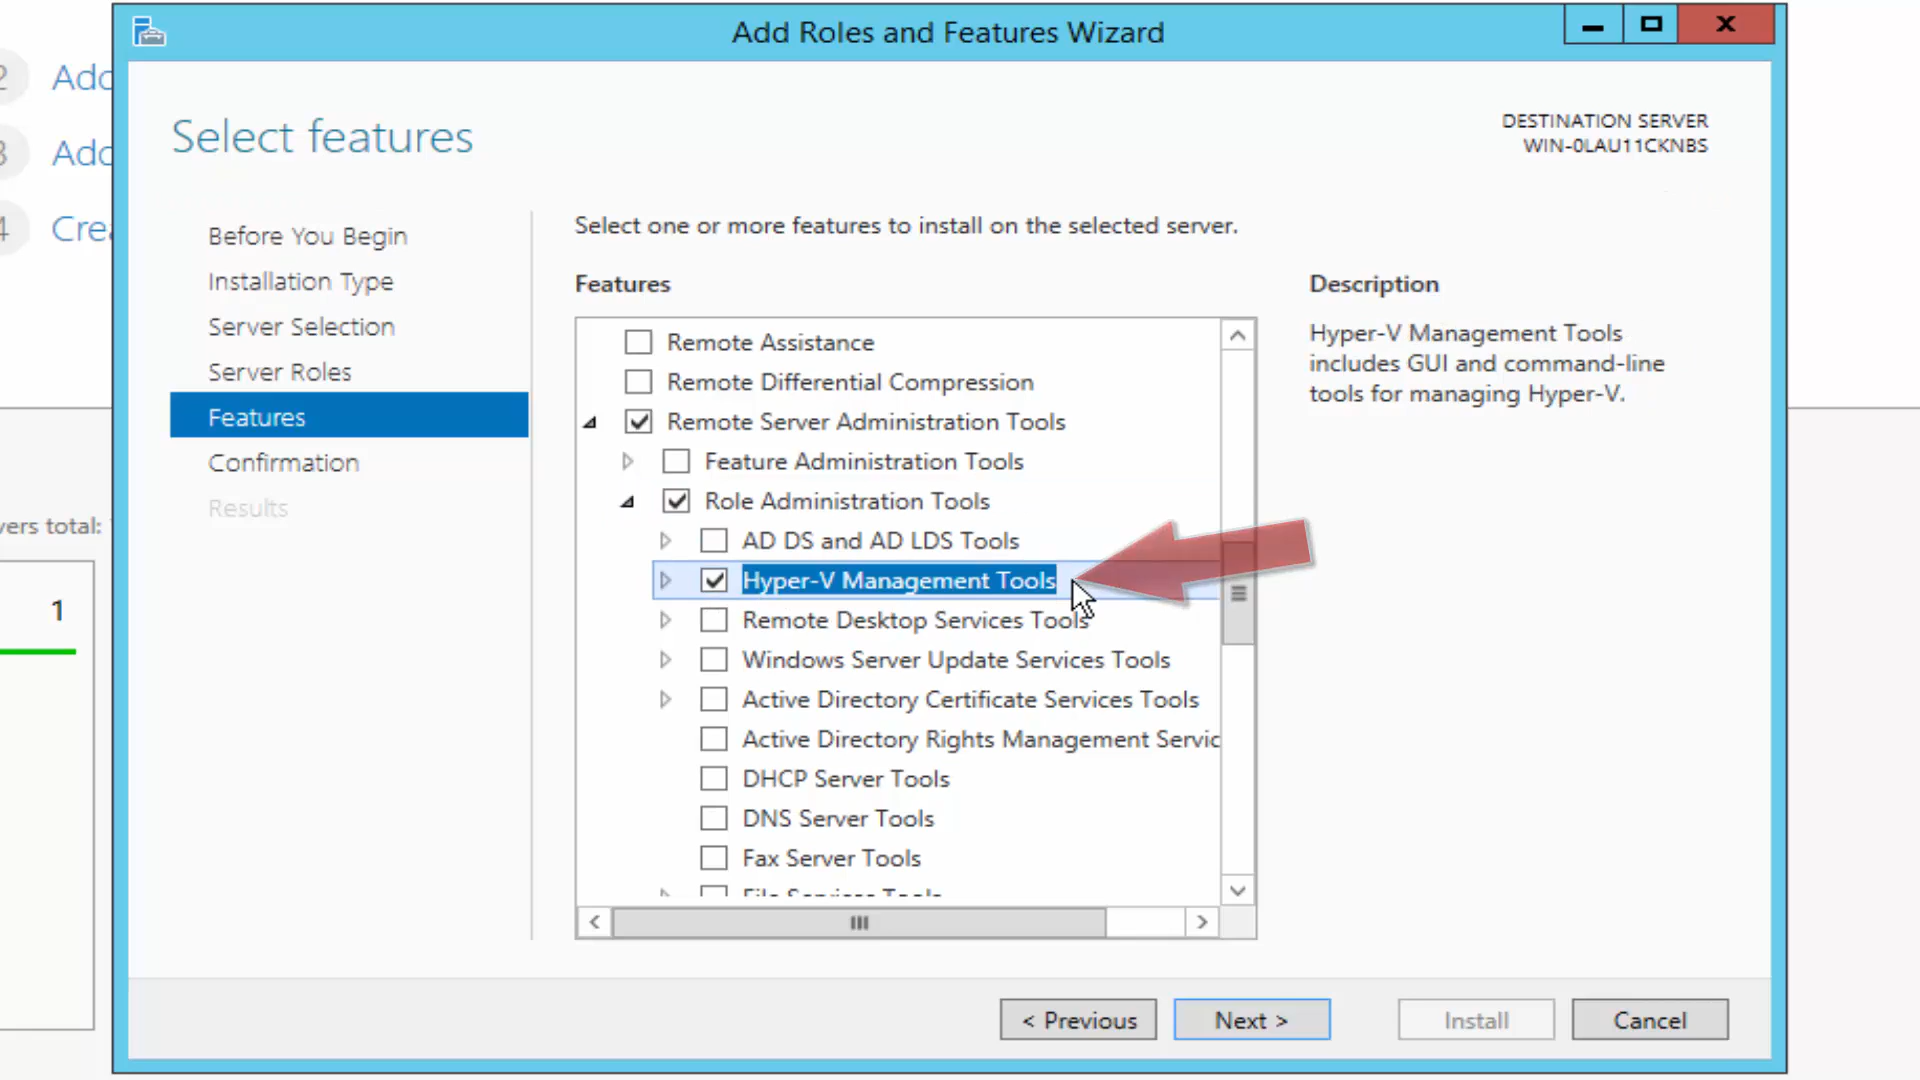 Add Roles and Features Wizard
2
3
4
Select features
DESTINATION SERVER
WIN-0LAU11CKNBS
Before You Begin
Installation Type
Server Selection
Server Roles
Features
Confirmation
Results
Select one or more features to install on the selected server.
Features
Remote Assistance
Remote Differential Compression
Remote Server Administration Tools
Feature Administration Tools
Role Administration Tools
AD DS and AD LDS Tools
Hyper-V Management Tools
Remote Desktop Services Tools
Windows Server Update Services Tools
Active Directory Certificate Services Tools
Active Directory Rights Management Servic
DHCP Server Tools
DNS Server Tools
Fax Server Tools
Description
Hyper-V Management Tools
includes GUI and command-line
tools for managing Hyper-V.
vers total:
1
< Previous
Next >
Install
Cancel